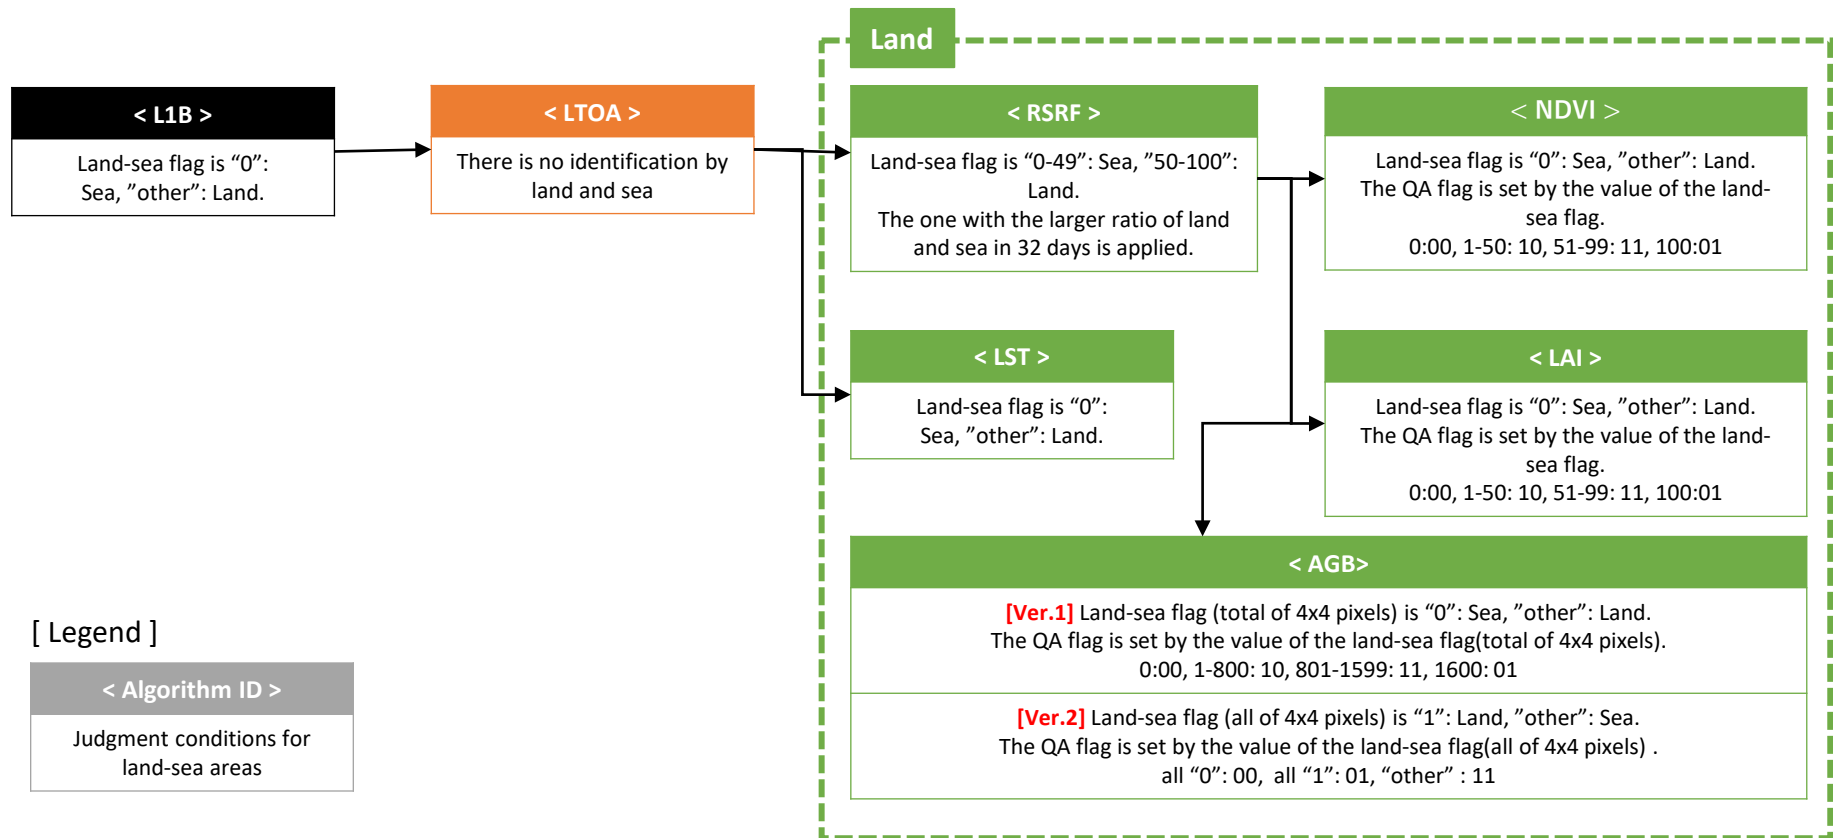 Land
< L1B >
Land-sea flag is “0”:
Sea, ”other”: Land.
< LTOA >
There is no identification by
land and sea
< RSRF >
Land-sea flag is “0-49”: Sea, ”50-100”:
Land.
The one with the larger ratio of land
and sea in 32 days is applied.
< NDVI >
Land-sea flag is “0”: Sea, ”other”: Land.
The QA flag is set by the value of the land-
sea flag.
0:00, 1-50: 10, 51-99: 11, 100:01
< LST >
Land-sea flag is “0”:
Sea, ”other”: Land.
< LAI >
Land-sea flag is “0”: Sea, ”other”: Land.
The QA flag is set by the value of the land-
sea flag.
0:00, 1-50: 10, 51-99: 11, 100:01
< AGB>
[Ver.1] Land-sea flag (total of 4x4 pixels) is “0”: Sea, ”other”: Land.
The QA flag is set by the value of the land-sea flag(total of 4x4 pixels).
0:00, 1-800: 10, 801-1599: 11, 1600: 01
[Ver.2] Land-sea flag (all of 4x4 pixels) is “1”: Land, ”other”: Sea.
The QA flag is set by the value of the land-sea flag(all of 4x4 pixels) .
all “0”: 00,  all “1”: 01, “other” : 11
[ Legend ]
< Algorithm ID >
Judgment conditions for
land-sea areas